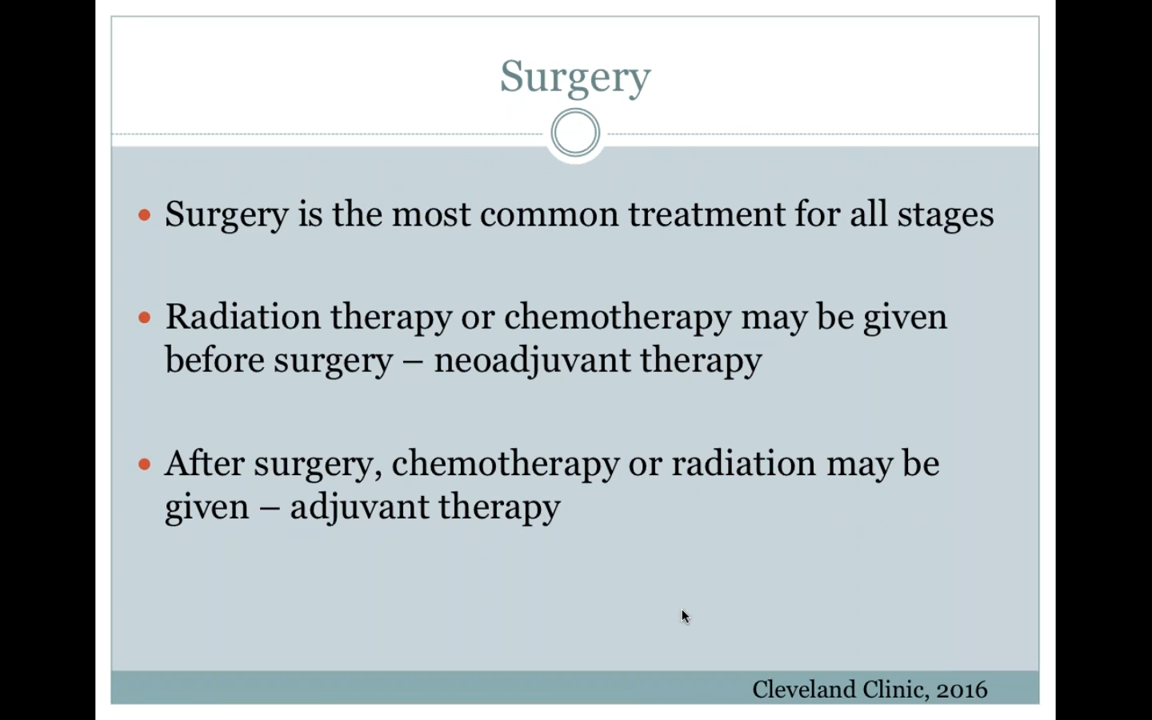 Surgery
• Surgery is the most common treatment for all stages
• Radiation therapy or chemotherapy may be given
before surgery – neoadjuvant therapy
• After surgery, chemotherapy or radiation may be
given – adjuvant therapy
Cleveland Clinic, 2016